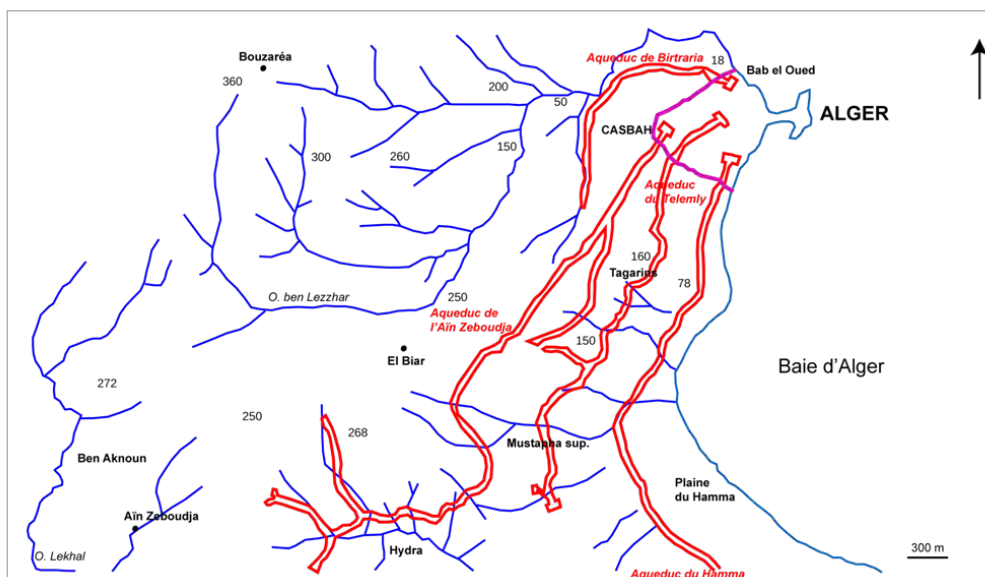 Bouzaréa
Aqueduc de Birtraria
18
Bab el Oued
360
200
50
ALGER
CASBAH
150
300
260
Aqueduc
du Telemly
160
Tagarins
78
O. ben Lezzhar
250
Aqueduc de
l'Aïn Zeboudja
150
El Biar
Baie d'Alger
272
250
268
Mustapha sup.
Ben Aknoun
Plaine
du Hamma
Aïn Zeboudja
O. Lekhal
Hydra
300 m
Aqueduc du Hamma